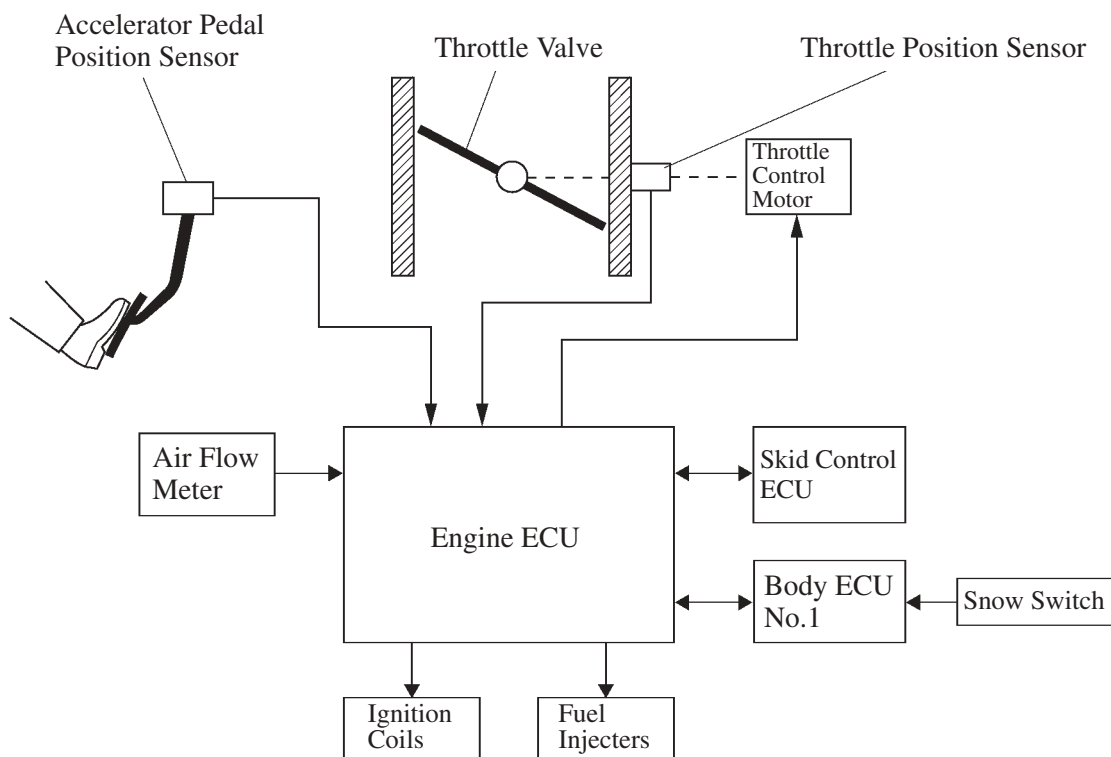 Accelerator Pedal
Position Sensor
Throttle Valve
Throttle Position Sensor
Throttle
Control
Motor
Air Flow
Meter
Engine ECU
Skid Control
ECU
Body ECU
No.1
Snow Switch
Ignition
Coils
Fuel
Injecters